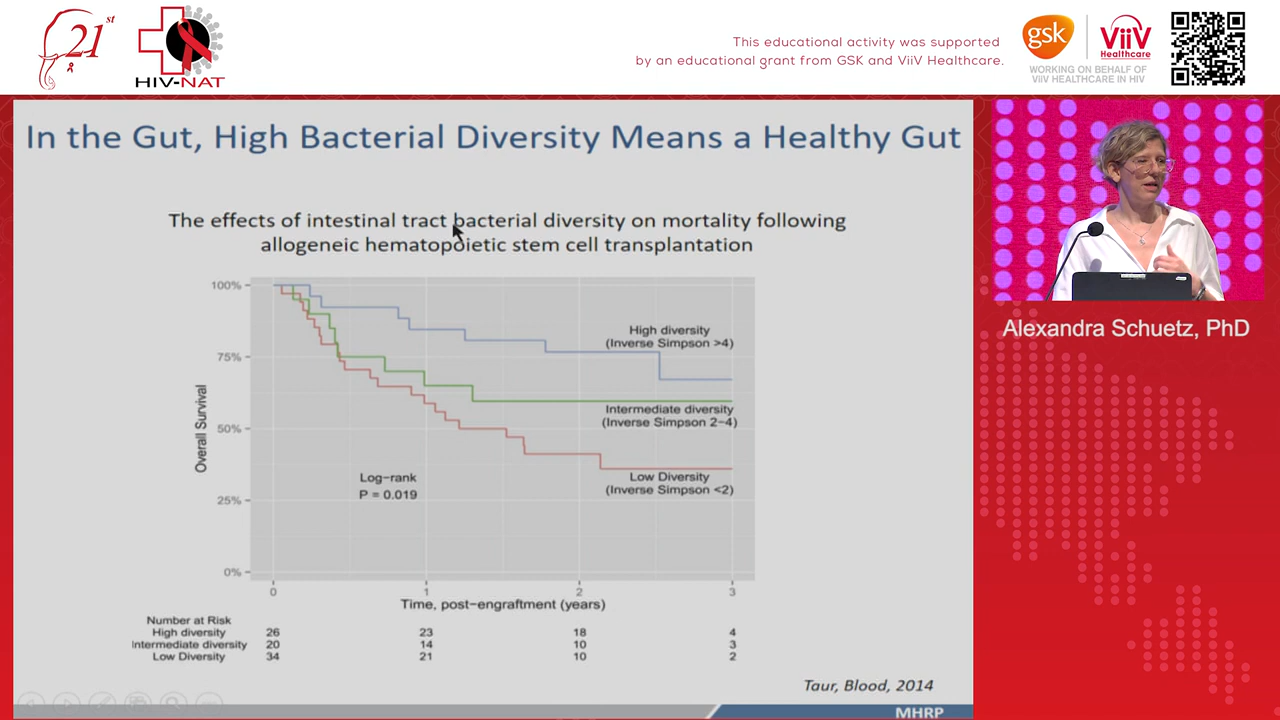 21st
HIV-NAT
This educational activity was supported
by an educational grant from GSK and ViiV Healthcare.
gsk
ViiV
Healthcare
WORKING ON BEHALF OF
VIIV HEALTHCARE IN HIV
In the Gut, High Bacterial Diversity Means a Healthy Gut
The effects of intestinal tract bacterial diversity on mortality following
allogeneic hematopoietic stem cell transplantation
100%
75%
50%
25%
0%
Overall Survival
High diversity
(Inverse Simpson >4)
Intermediate diversity
(Inverse Simpson 2-4)
Low Diversity
(Inverse Simpson <2)
Log-rank
P = 0.019
0 1 2 3
Time, post-engraftment (years)
Number at Risk
High diversity 26 23 18 4
Intermediate diversity 20 14 10 3
Low Diversity 34 21 10 2
Taur, Blood, 2014
MHRP
Alexandra Schuetz, PhD